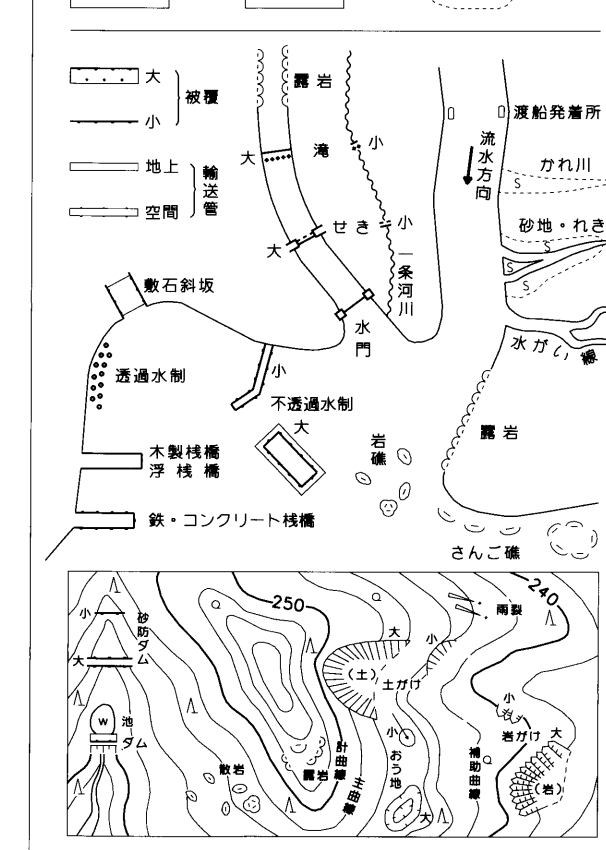 大
被覆
小
地上
輸送管
空間
露岩
大
滝
小
せき
小
大
一条河川
水門
渡船発着所
流水方向
かれ川
S
砂地・れき
S
S
S
水がい線
敷石斜坂
透過水制
小
不透過水制
大
木製桟橋
浮桟橋
鉄・コンクリート桟橋
岩礁
露岩
さんご礁
小
砂防ダム
大
W
池
ダム
Q
250
Q
240
雨裂
大
小
(土)
土がけ
小
岩がけ
大
(岩)
小
おう地
大
補助曲線
Q
計曲線
主曲線
露岩
散岩